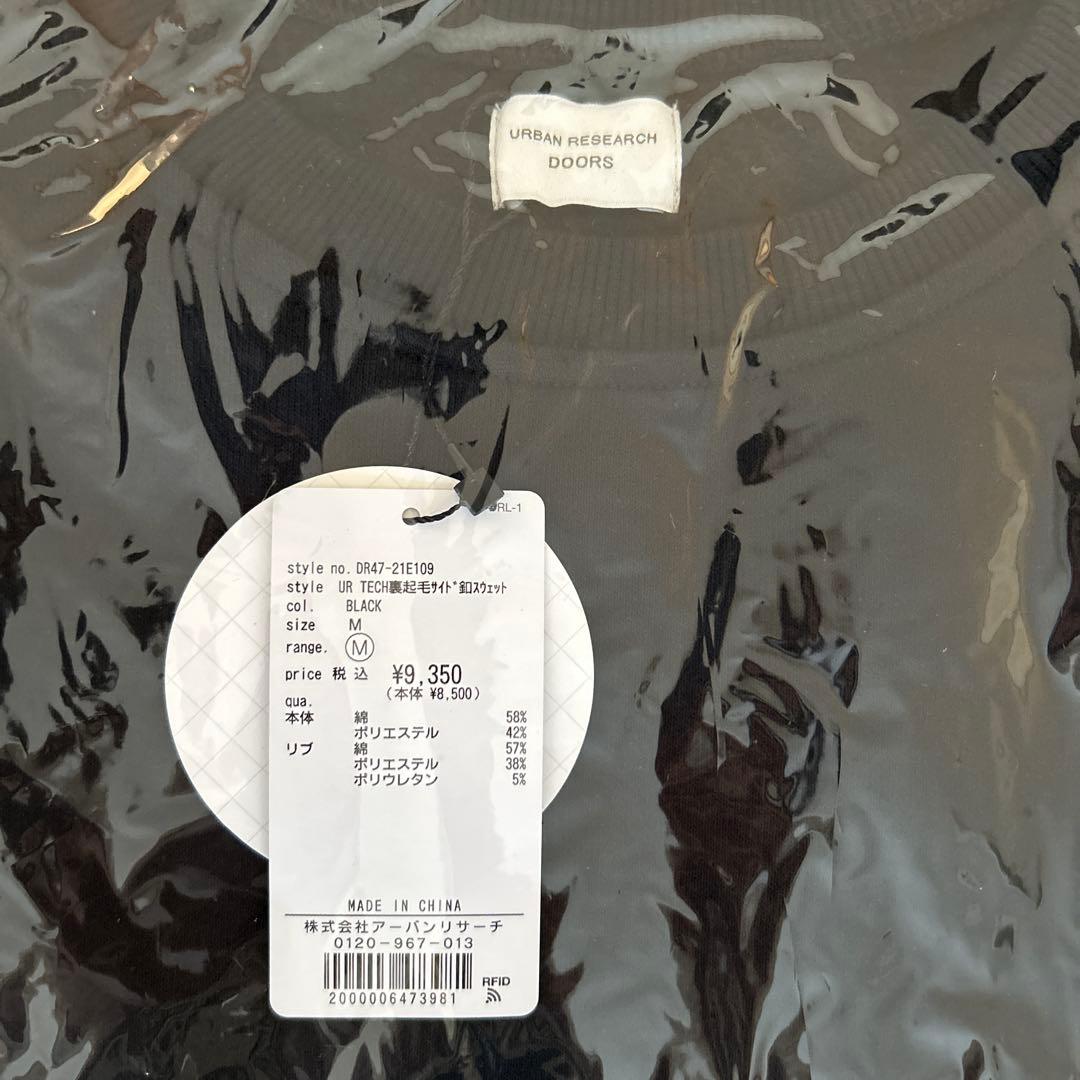 URBAN RESEARCH
DOORS
RL-1
style no. DR47-21E109
style UR TECH裏起毛ｻｲﾄﾞ釦ｽｳｪｯﾄ
col. BLACK
size M
range. Ⓜ
price 税込 ¥9,350
(本体 ¥8,500)
qua.
本体 綿 58%
ポリエステル 42%
リブ 綿 57%
ポリエステル 38%
ポリウレタン 5%
MADE IN CHINA
株式会社アーバンリサーチ
0120-967-013
RFID
2000006473981